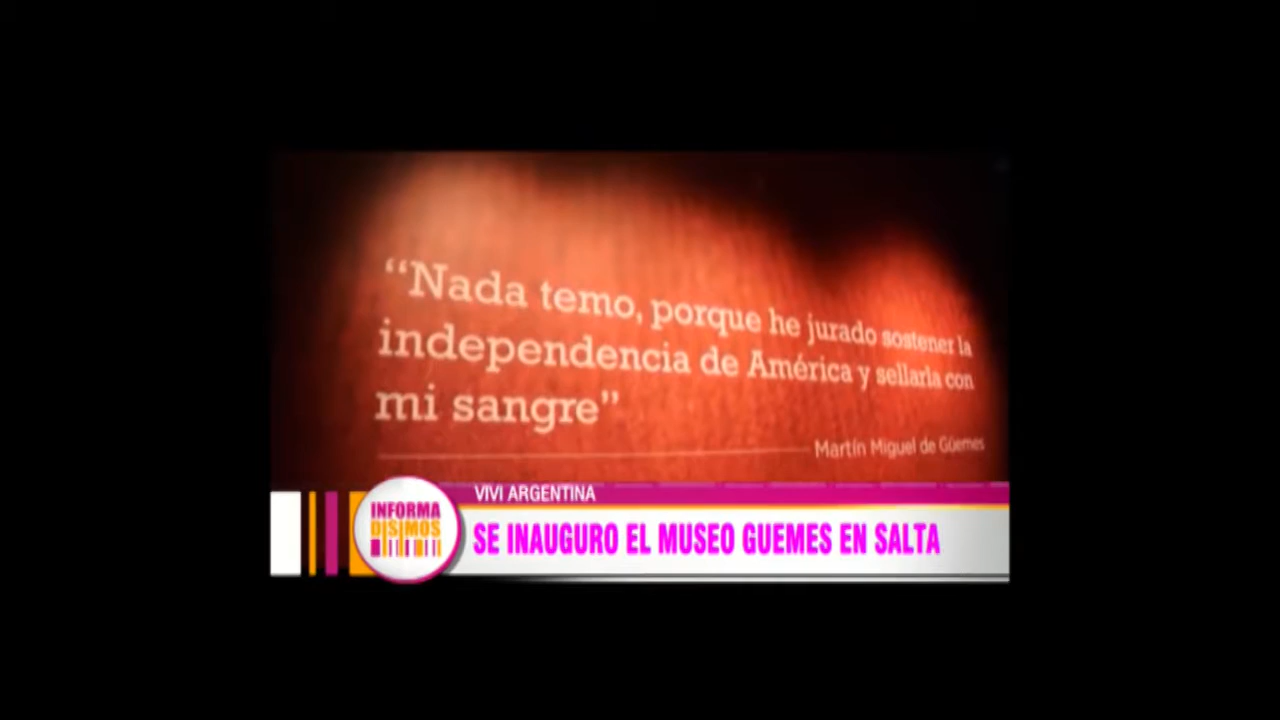 “Nada temo, porque he jurado sostener la
independencia de América y sellarla con
mi sangre”
Martín Miguel de Güemes
VIVI ARGENTINA
INFORMA
DISIMOS
SE INAUGURO EL MUSEO GUEMES EN SALTA